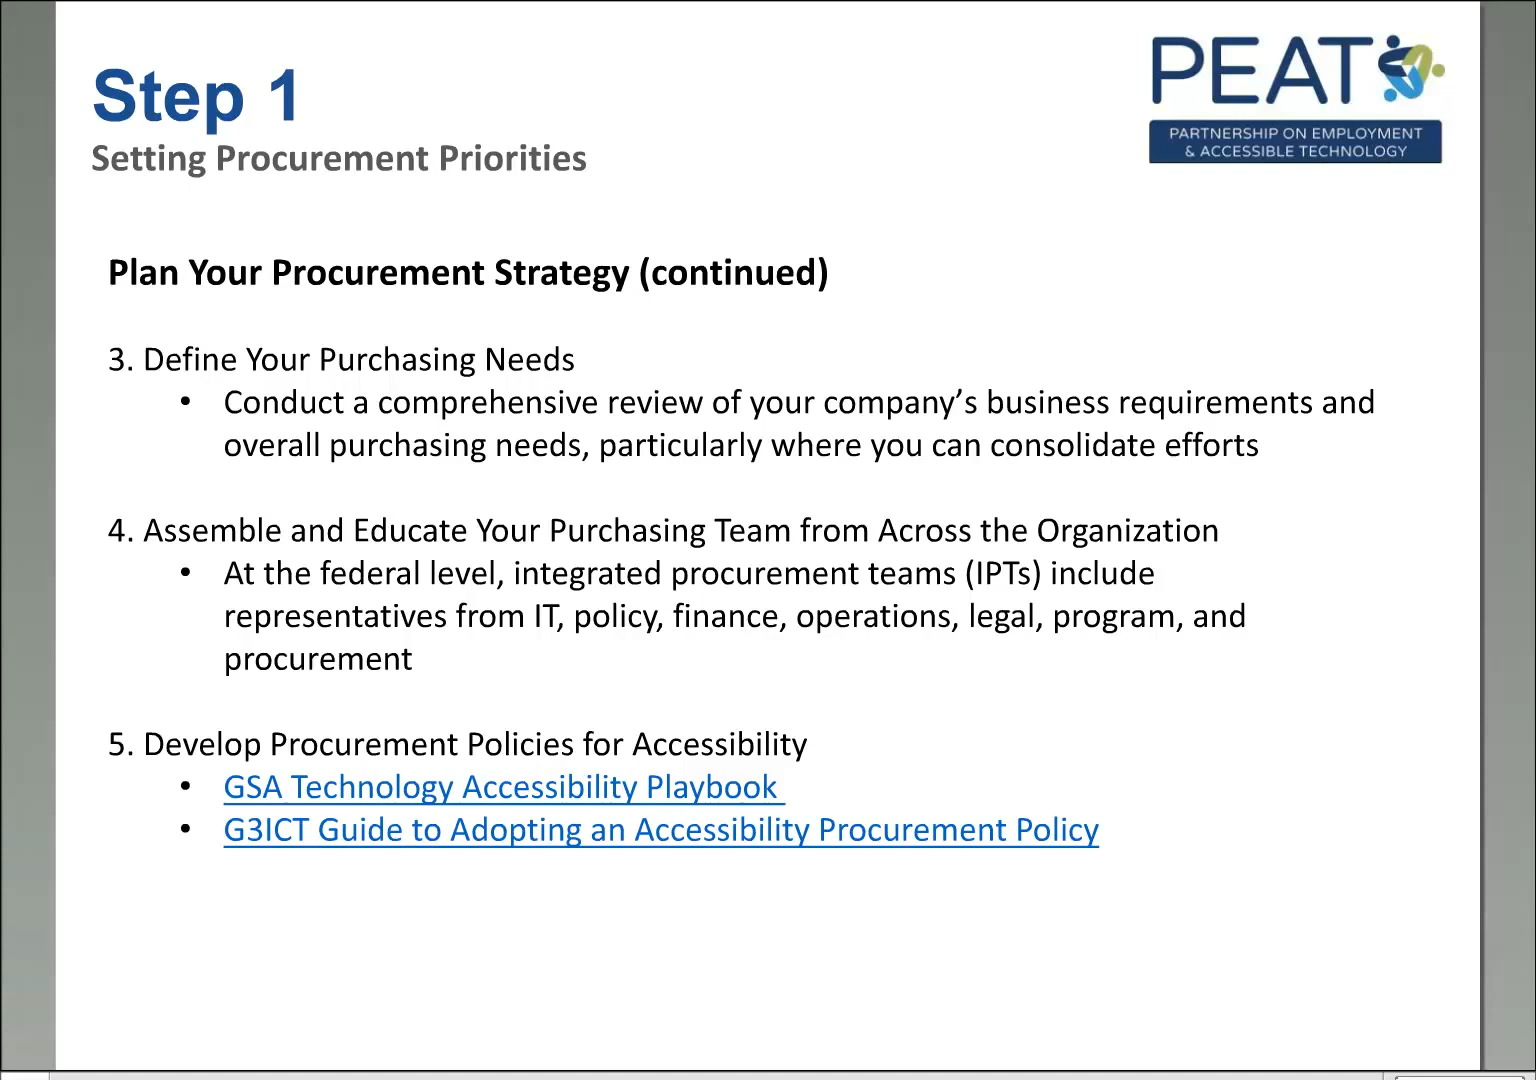 Step 1
Setting Procurement Priorities
PEAT
PARTNERSHIP ON EMPLOYMENT
& ACCESSIBLE TECHNOLOGY
Plan Your Procurement Strategy (continued)
3. Define Your Purchasing Needs
• Conduct a comprehensive review of your company’s business requirements and
overall purchasing needs, particularly where you can consolidate efforts
4. Assemble and Educate Your Purchasing Team from Across the Organization
• At the federal level, integrated procurement teams (IPTs) include
representatives from IT, policy, finance, operations, legal, program, and
procurement
5. Develop Procurement Policies for Accessibility
• GSA Technology Accessibility Playbook
• G3ICT Guide to Adopting an Accessibility Procurement Policy